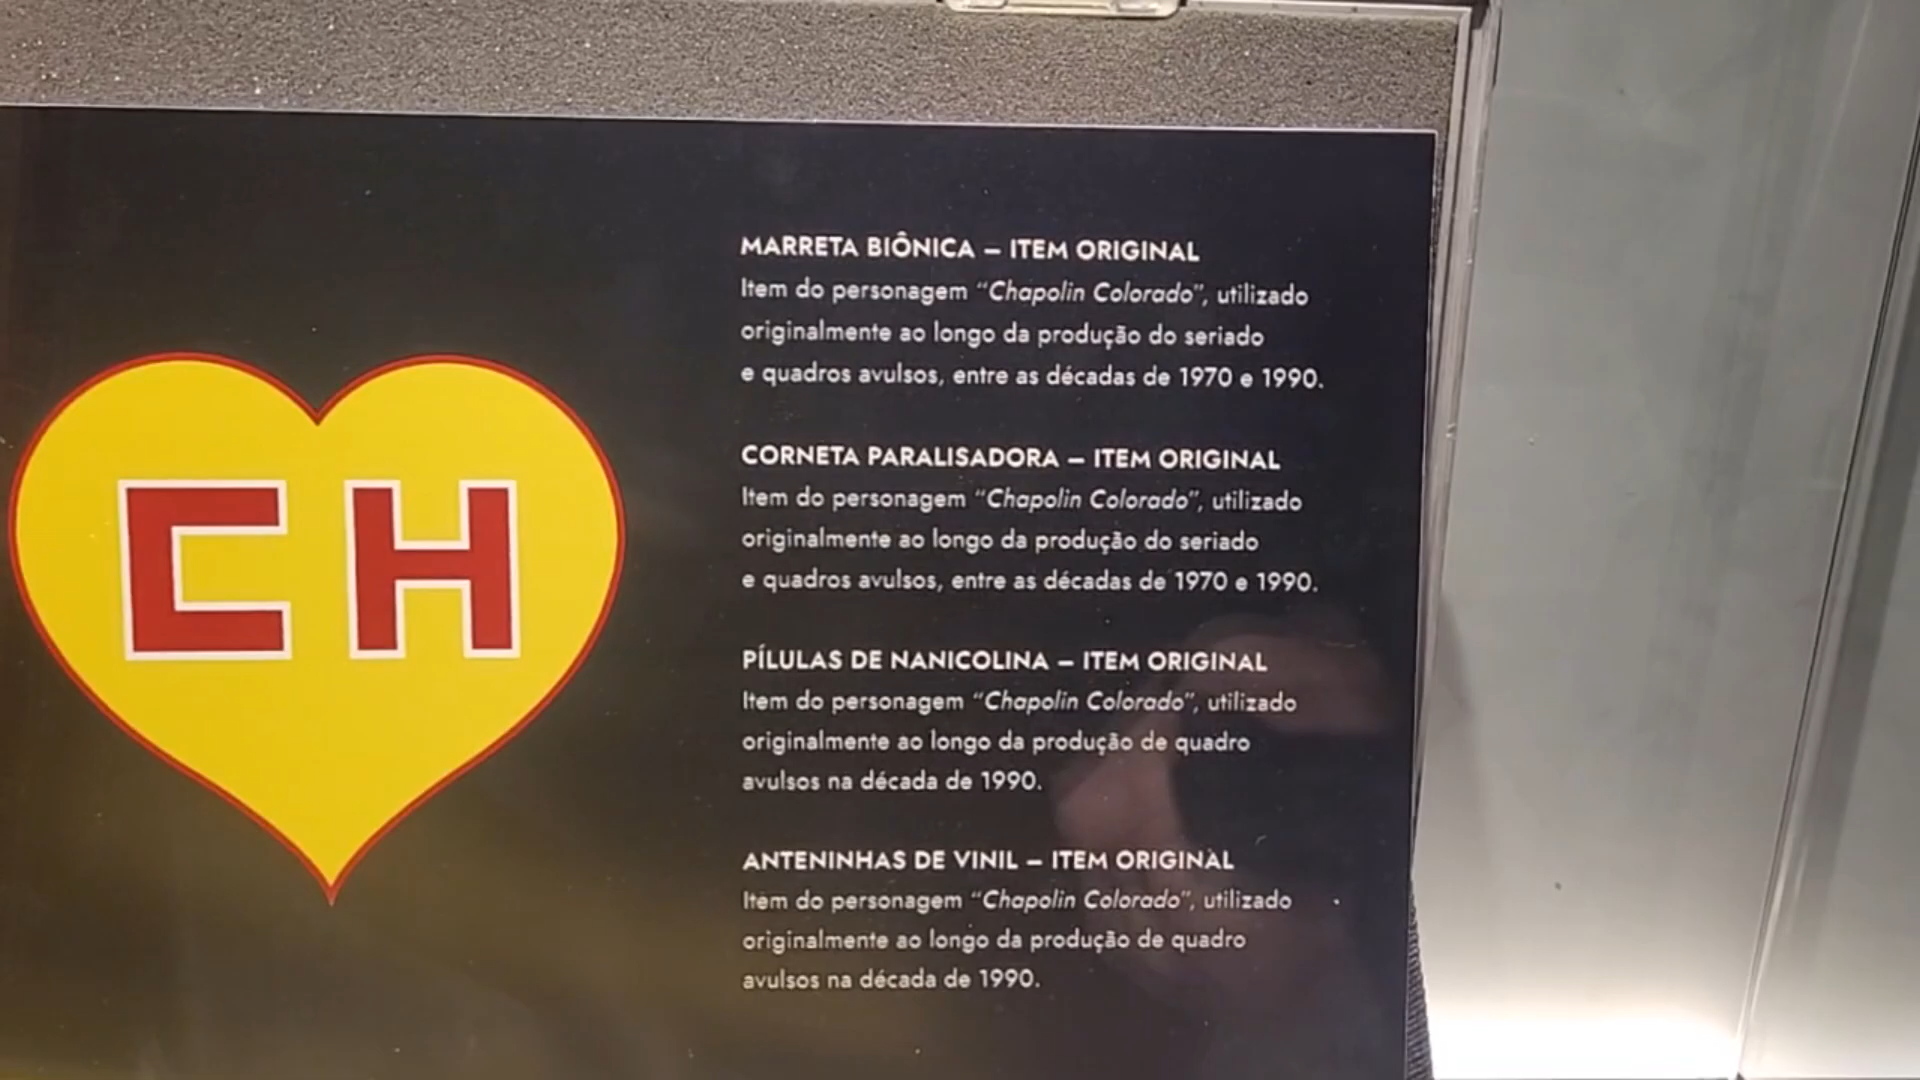 CH
MARRETA BIÔNICA – ITEM ORIGINAL
Item do personagem “Chapolin Colorado”, utilizado
originalmente ao longo da produção do seriado
e quadros avulsos, entre as décadas de 1970 e 1990.
CORNETA PARALISADORA – ITEM ORIGINAL
Item do personagem “Chapolin Colorado”, utilizado
originalmente ao longo da produção do seriado
e quadros avulsos, entre as décadas de 1970 e 1990.
PÍLULAS DE NANICOLINA – ITEM ORIGINAL
Item do personagem “Chapolin Colorado”, utilizado
originalmente ao longo da produção de quadro
avulsos na década de 1990.
ANTENINHAS DE VINIL – ITEM ORIGINAL
Item do personagem “Chapolin Colorado”, utilizado
originalmente ao longo da produção de quadro
avulsos na década de 1990.